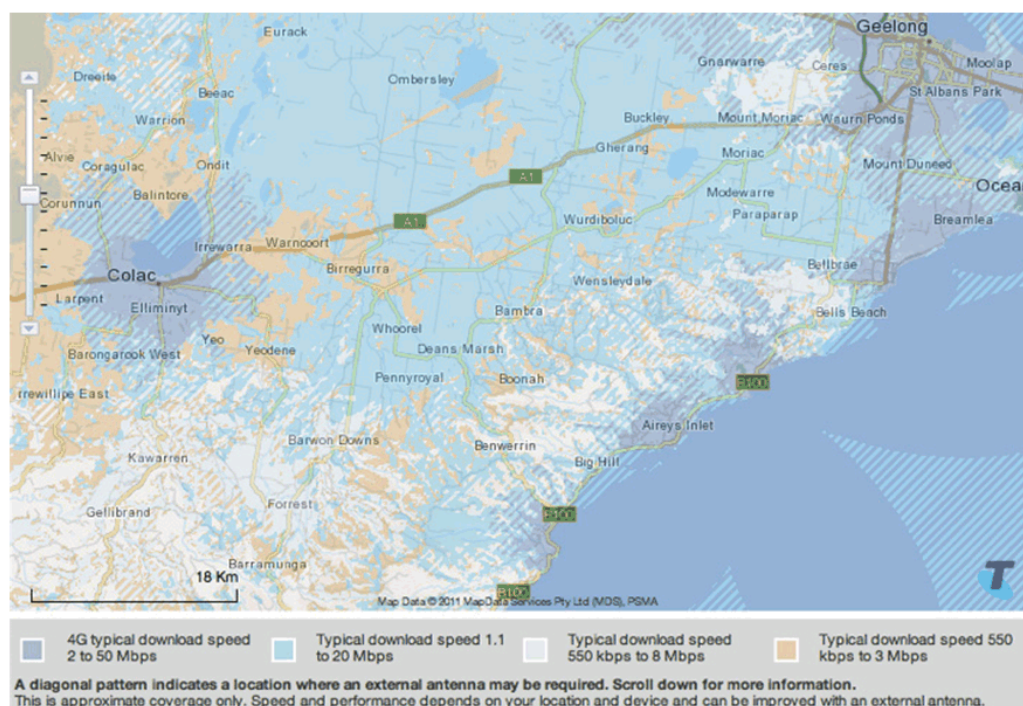 Geelong
Eurack
Gnarwarre
Ceres
Moolap
Dreeite
Ombersley
Beeac
St Albans Park
Warrion
Buckley
Mount Moriac
Waurn Ponds
Gherang
Alvie
Coragulac
Ondit
Moriac
Mount Duneed
A1
Balintore
Modewarre
Ocean
Corunnun
Paraparap
A1
Wurdiboluc
Breamlea
Irrewarra
Warncoort
Birregurra
Bellbrae
Colac
Wensleydale
Larpent
Elliminyt
Bambra
Bells Beach
Whoorel
Yeo
Yeodene
Deans Marsh
Barongarook West
Pennyroyal
Boonah
B100
rrewillipe East
Aireys Inlet
Barwon Downs
Benwerrin
Kawarren
Big Hill
Forrest
Gellibrand
B100
Barramunga
18 Km
B100
T
Map Data © 2011 MapData Services Pty Ltd (MDS), PSMA
4G typical download speed
2 to 50 Mbps
Typical download speed 1.1
to 20 Mbps
Typical download speed
550 kbps to 8 Mbps
Typical download speed 550
kbps to 3 Mbps
A diagonal pattern indicates a location where an external antenna may be required. Scroll down for more information.
This is approximate coverage only. Speed and performance depends on your location and device and can be improved with an external antenna.